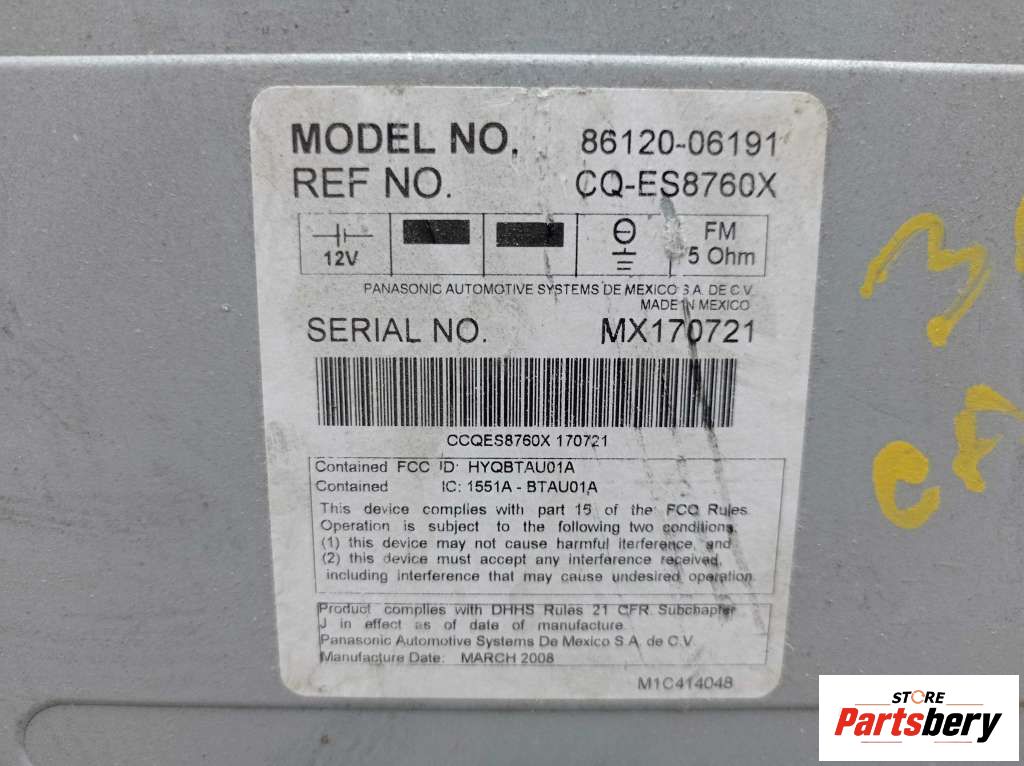 MODEL NO. 86120-06191
REF NO. CQ-ES8760X
12V
FM
5 Ohm
PANASONIC AUTOMOTIVE SYSTEMS DE MEXICO S.A. DE C.V.
MADE IN MEXICO
SERIAL NO. MX170721
CCQES8760X 170721
Contained FCC ID: HYQBTAU01A
Contained IC: 1551A - BTAU01A
This device complies with part 15 of the FCC Rules.
Operation is subject to the following two conditions:
(1) this device may not cause harmful iterference, and
(2) this device must accept any interference received,
including interference that may cause undesired operation.
Product complies with DHHS Rules 21 CFR. Subchapter
J in effect as of date of manufacture.
Panasonic Automotive Systems De Mexico S.A. de C.V.
Manufacture Date: MARCH 2008
M1C414048
3
STORE
Partsbery